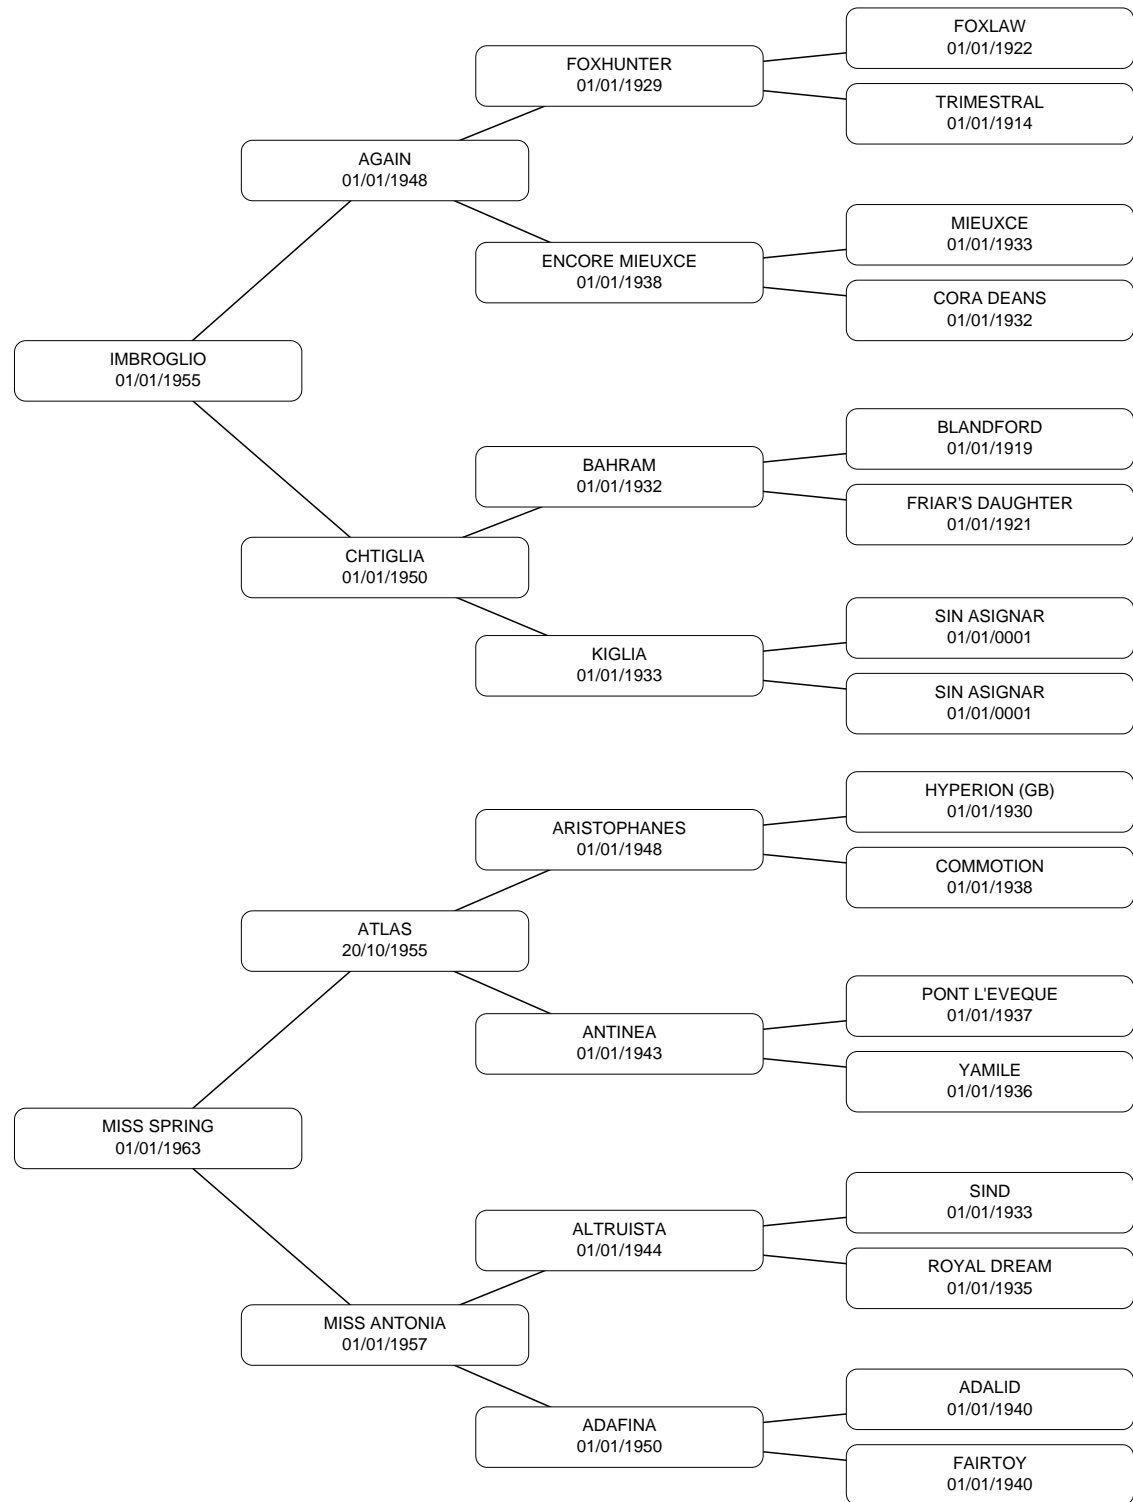 FOXLAW
01/01/1922
FOXHUNTER
01/01/1929
TRIMESTRAL
01/01/1914
AGAIN
01/01/1948
MIEUXCE
01/01/1933
ENCORE MIEUXCE
01/01/1938
CORA DEANS
01/01/1932
IMBROGLIO
01/01/1955
BLANDFORD
01/01/1919
BAHRAM
01/01/1932
FRIAR'S DAUGHTER
01/01/1921
CHTIGLIA
01/01/1950
SIN ASIGNAR
01/01/0001
KIGLIA
01/01/1933
SIN ASIGNAR
01/01/0001
HYPERION (GB)
01/01/1930
ARISTOPHANES
01/01/1948
COMMOTION
01/01/1938
ATLAS
20/10/1955
PONT L'EVEQUE
01/01/1937
ANTINEA
01/01/1943
YAMILE
01/01/1936
MISS SPRING
01/01/1963
SIND
01/01/1933
ALTRUISTA
01/01/1944
ROYAL DREAM
01/01/1935
MISS ANTONIA
01/01/1957
ADALID
01/01/1940
ADAFINA
01/01/1950
FAIRTOY
01/01/1940